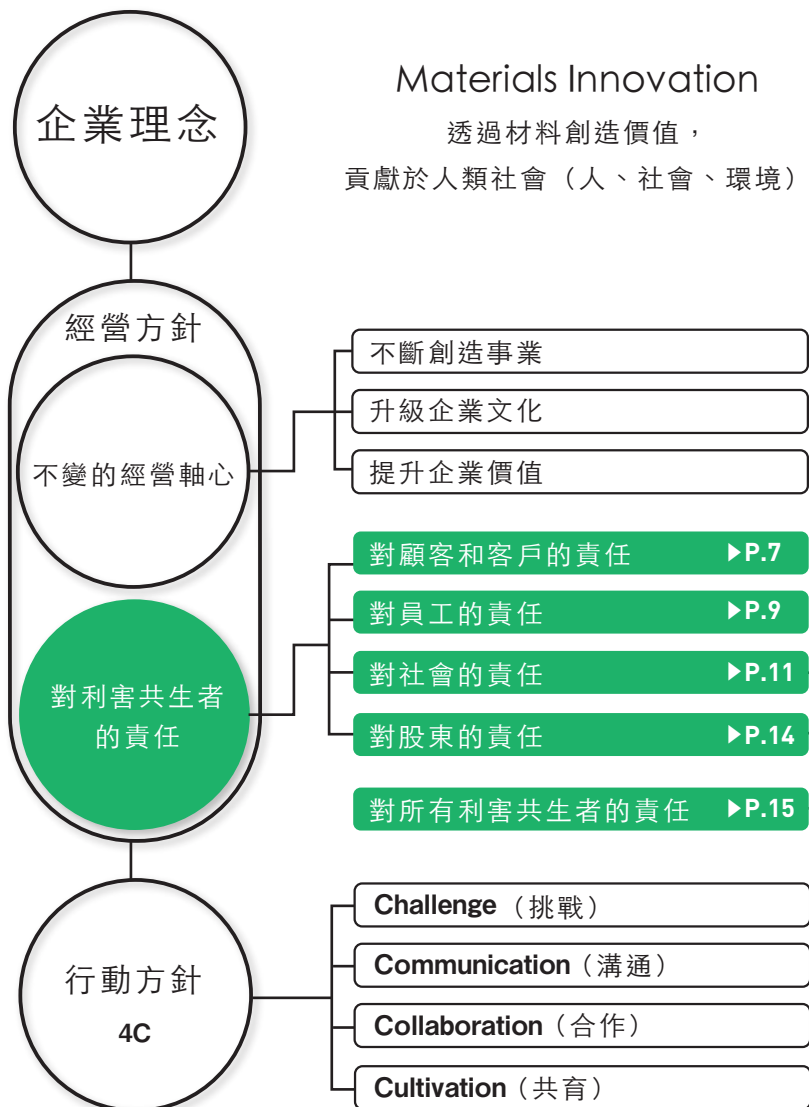 企業理念
Materials Innovation
透過材料創造價值，
貢獻於人類社會（人、社會、環境）
經營方針
不變的經營軸心
不斷創造事業
升級企業文化
提升企業價值
對利害共生者
的責任
對顧客和客戶的責任 ▶P.7
對員工的責任 ▶P.9
對社會的責任 ▶P.11
對股東的責任 ▶P.14
對所有利害共生者的責任 ▶P.15
行動方針
4C
Challenge（挑戰）
Communication（溝通）
Collaboration（合作）
Cultivation（共育）